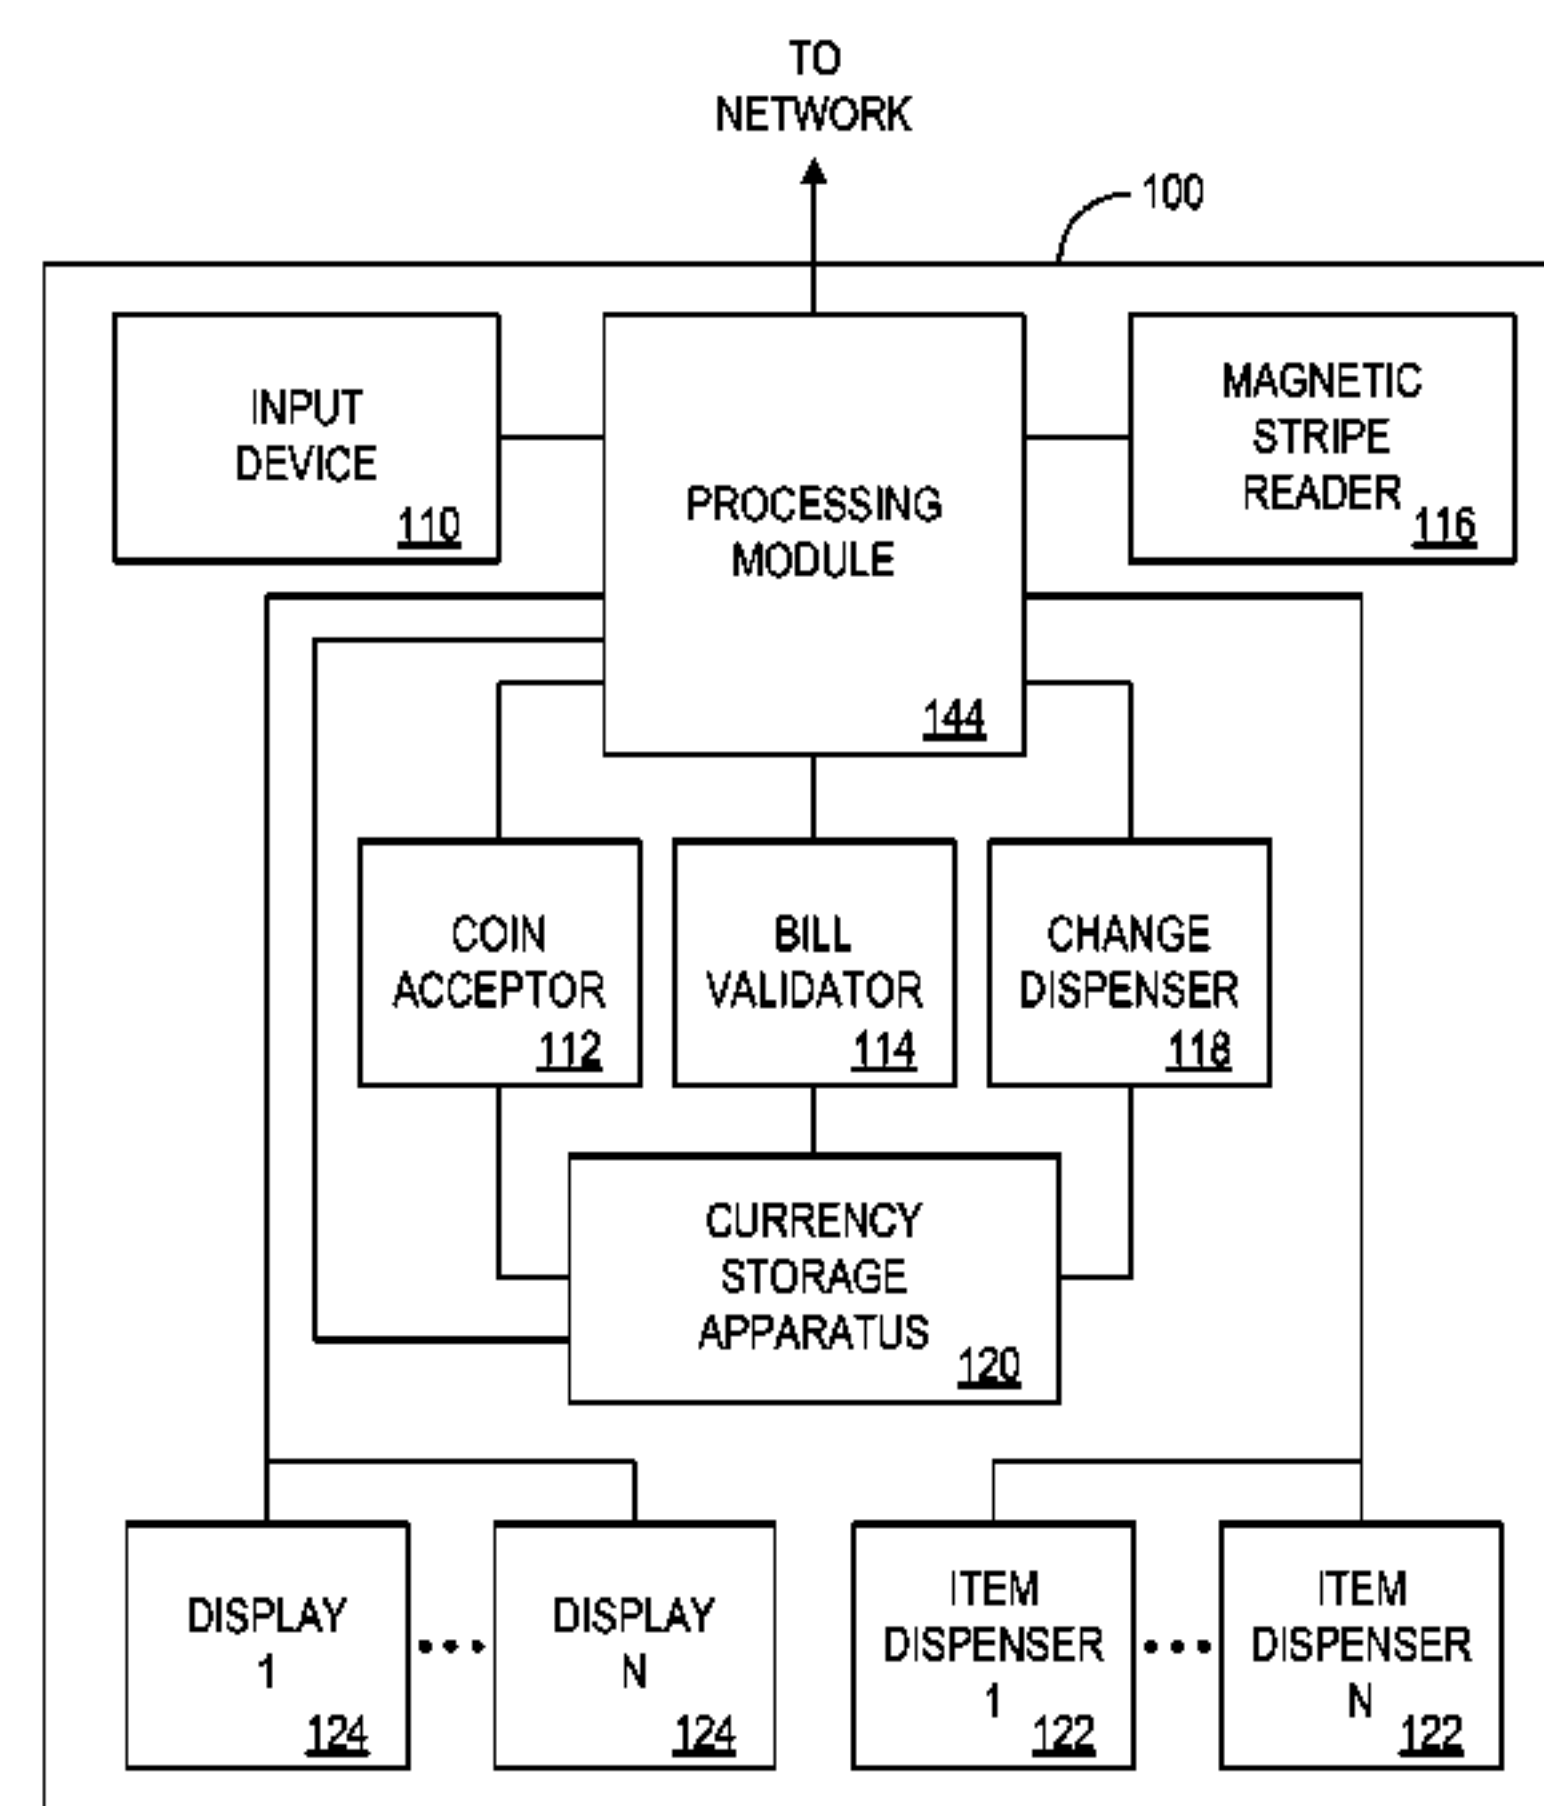 TO
NETWORK
100
INPUT
DEVICE
110
PROCESSING
MODULE
144
MAGNETIC
STRIPE
READER
116
COIN
ACCEPTOR
112
BILL
VALIDATOR
114
CHANGE
DISPENSER
118
CURRENCY
STORAGE
APPARATUS
120
DISPLAY
1
124
DISPLAY
N
124
ITEM
DISPENSER
1
122
ITEM
DISPENSER
N
122